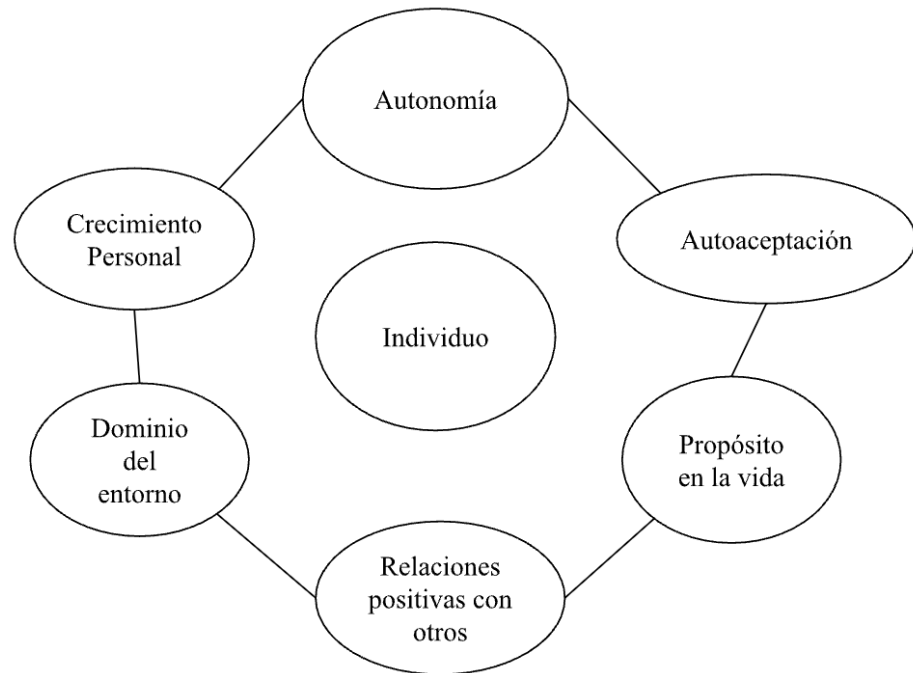 Autonomía
Crecimiento
Personal
Autoaceptación
Individuo
Dominio
del
entorno
Propósito
en la vida
Relaciones
positivas con
otros